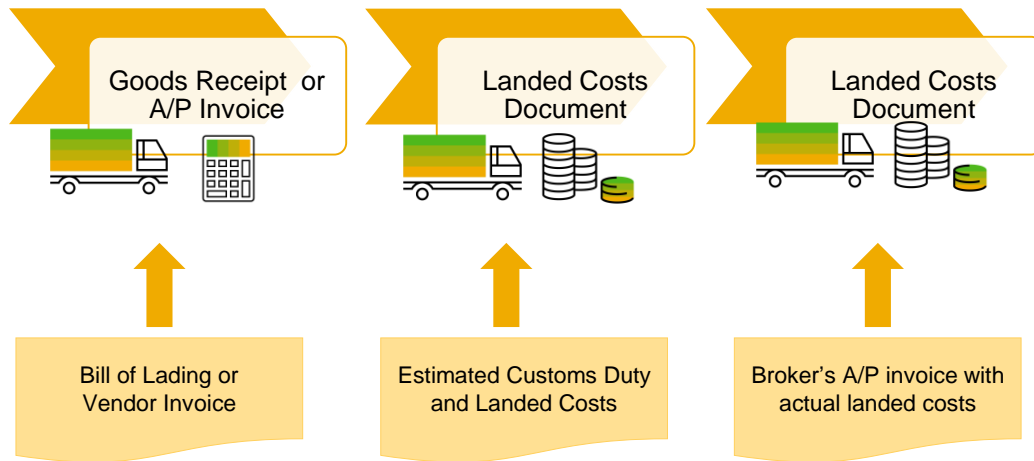 Goods Receipt or
A/P Invoice
Landed Costs
Document
Landed Costs
Document
Bill of Lading or
Vendor Invoice
Estimated Customs Duty
and Landed Costs
Broker's A/P invoice with
actual landed costs